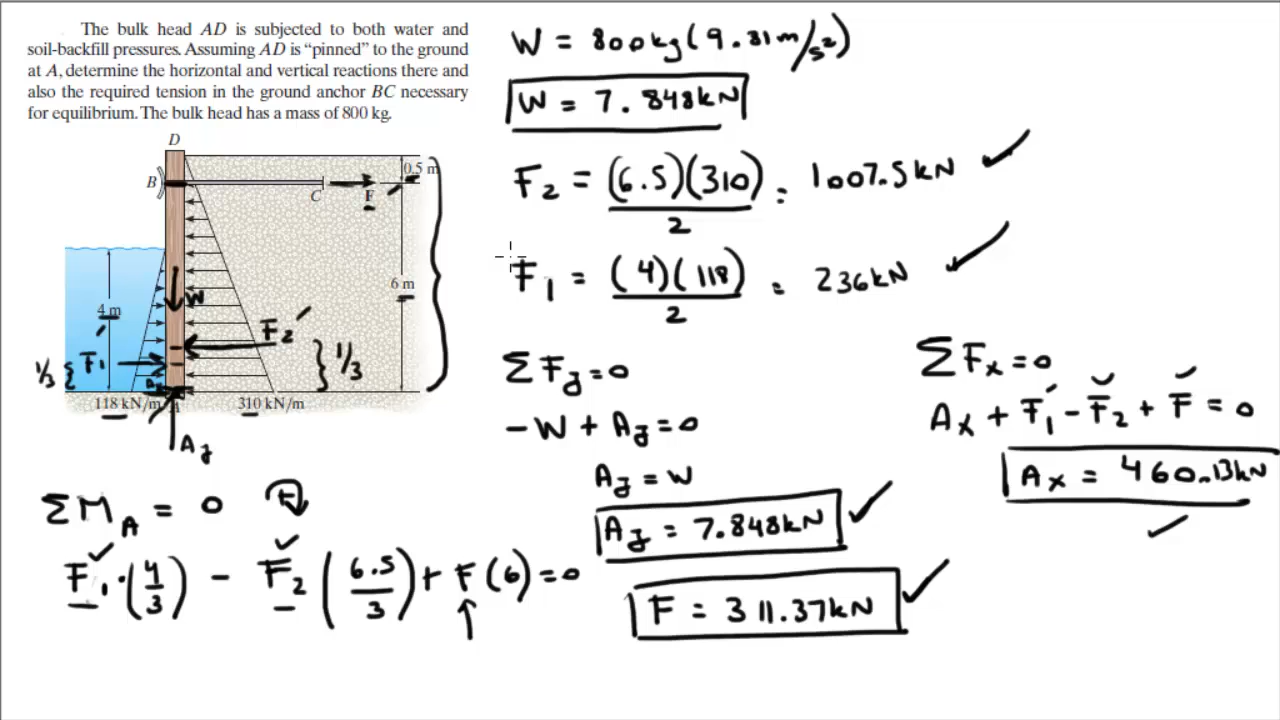 The bulk head AD is subjected to both water and
soil-backfill pressures. Assuming AD is “pinned” to the ground
at A, determine the horizontal and vertical reactions there and
also the required tension in the ground anchor BC necessary
for equilibrium. The bulk head has a mass of 800 kg.
D
B
C
F
0.5 m
6 m
4 m
W
F2
F1
1/3
1/3
118 kN/m
310 kN/m
A
Ay
W = 800kg(9.81m/s²)
W = 7.848kN
F2 = (6.5)(310)/2 = 1007.5kN
F1 = (4)(118)/2 = 236kN
ΣFy=0
-W + Ay=0
Ay=W
Ay = 7.848kN
ΣFx=0
Ax + F1 - F2 + F = 0
Ax = 460.13kN
ΣMA = 0
F1·(4/3) - F2(6.5/3) + F(6)=0
F = 311.37kN